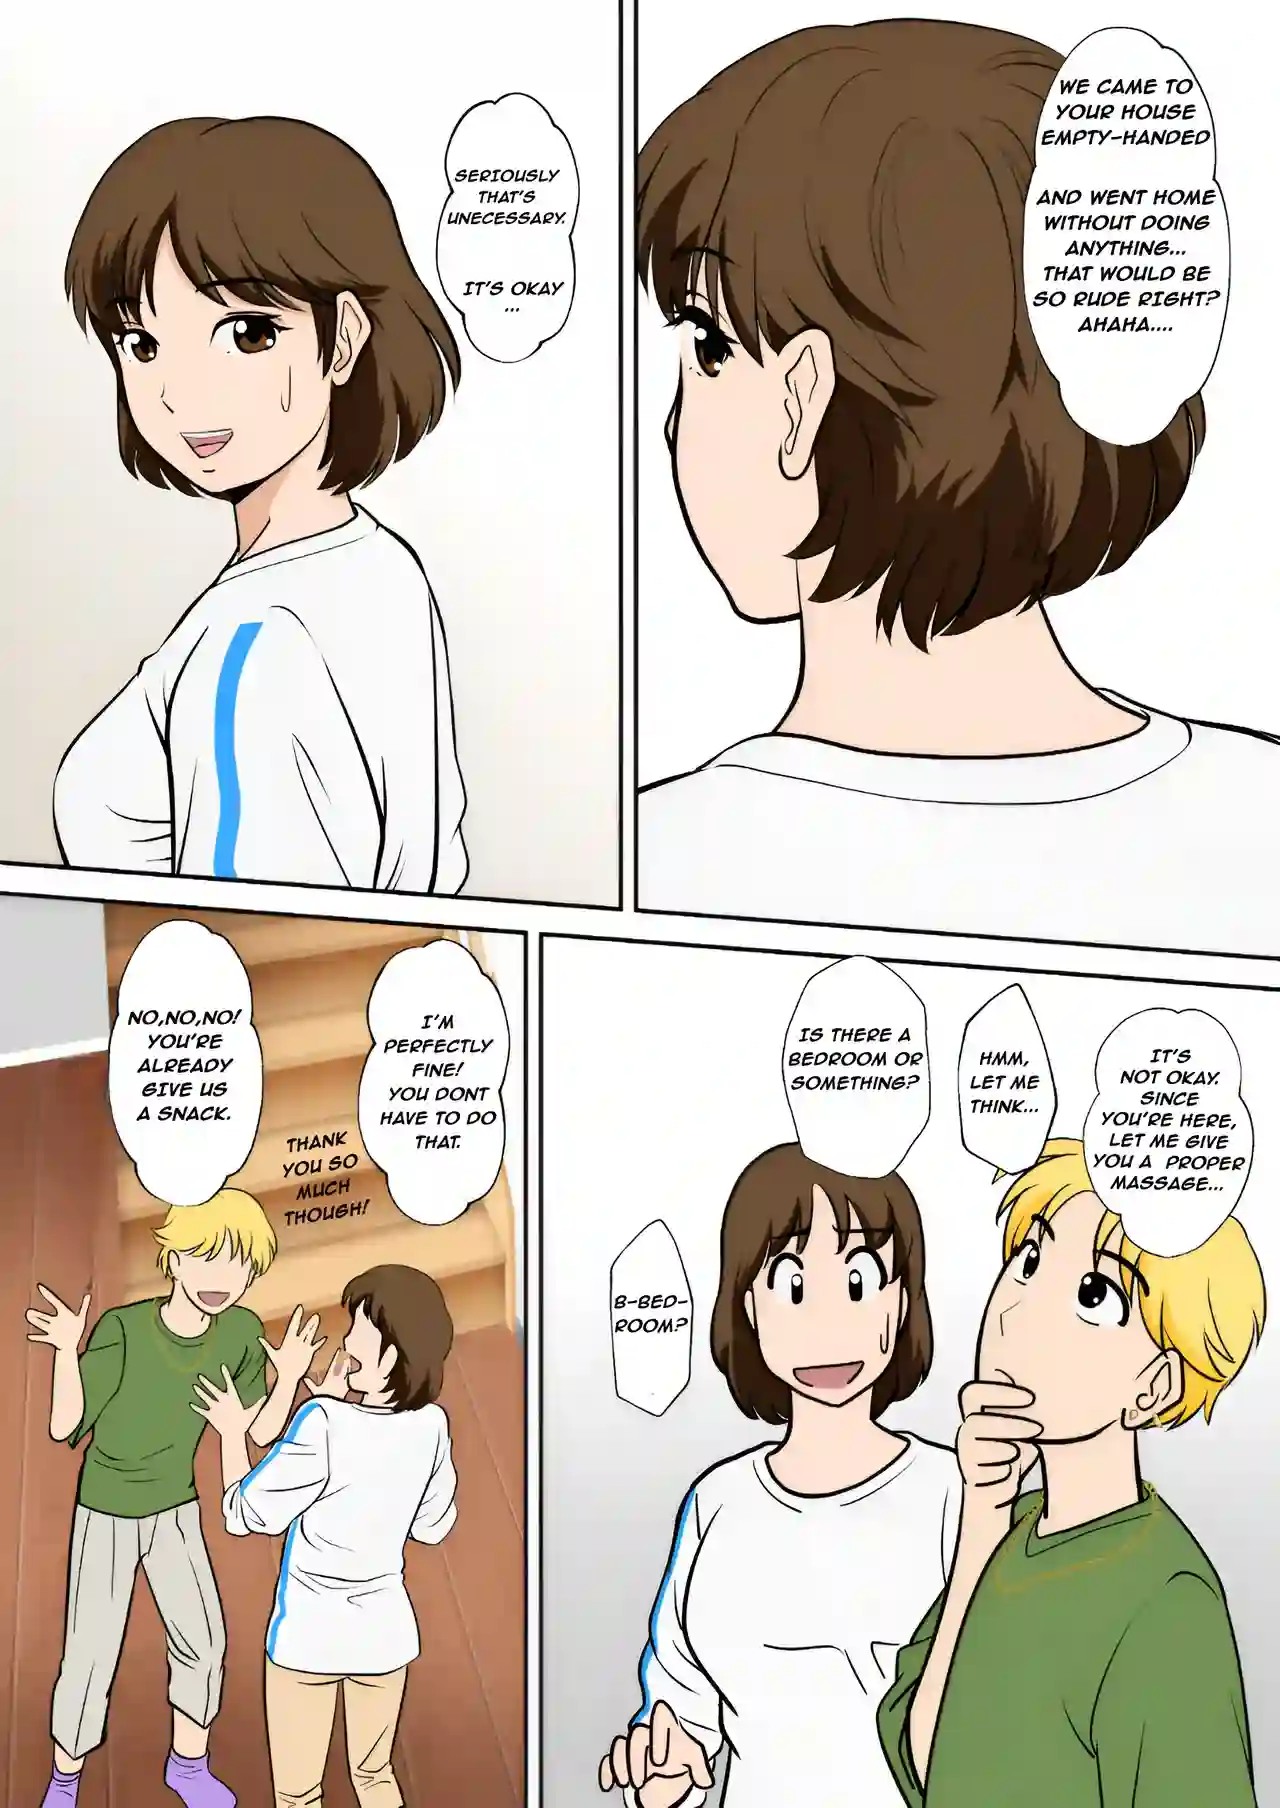 SERIOUSLY
THAT'S
UNECESSARY.
IT'S OKAY
...
WE CAME TO
YOUR HOUSE
EMPTY-HANDED
AND WENT HOME
WITHOUT DOING
ANYTHING...
THAT WOULD BE
SO RUDE RIGHT?
AHAHA....
NO,NO,NO!
YOU'RE
ALREADY
GIVE US
A SNACK.
THANK
YOU SO
MUCH
THOUGH!
I'M
PERFECTLY
FINE!
YOU DONT
HAVE TO DO
THAT.
IT'S
NOT OKAY.
SINCE
YOU'RE HERE,
LET ME GIVE
YOU A PROPER
MASSAGE...
HMM,
LET ME
THINK...
IS THERE A
BEDROOM OR
SOMETHING?
B-BED-
ROOM?